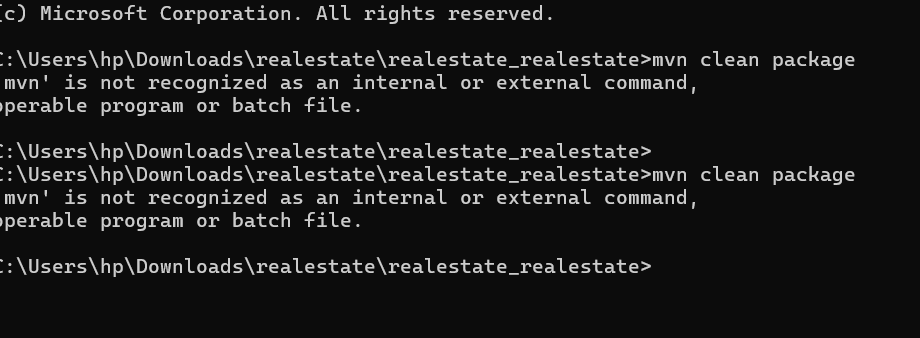 (c) Microsoft Corporation. All rights reserved.
C:\Users\hp\Downloads\realestate\realestate_realestate>mvn clean package
'mvn' is not recognized as an internal or external command,
operable program or batch file.
C:\Users\hp\Downloads\realestate\realestate_realestate>
C:\Users\hp\Downloads\realestate\realestate_realestate>mvn clean package
'mvn' is not recognized as an internal or external command,
operable program or batch file.
C:\Users\hp\Downloads\realestate\realestate_realestate>